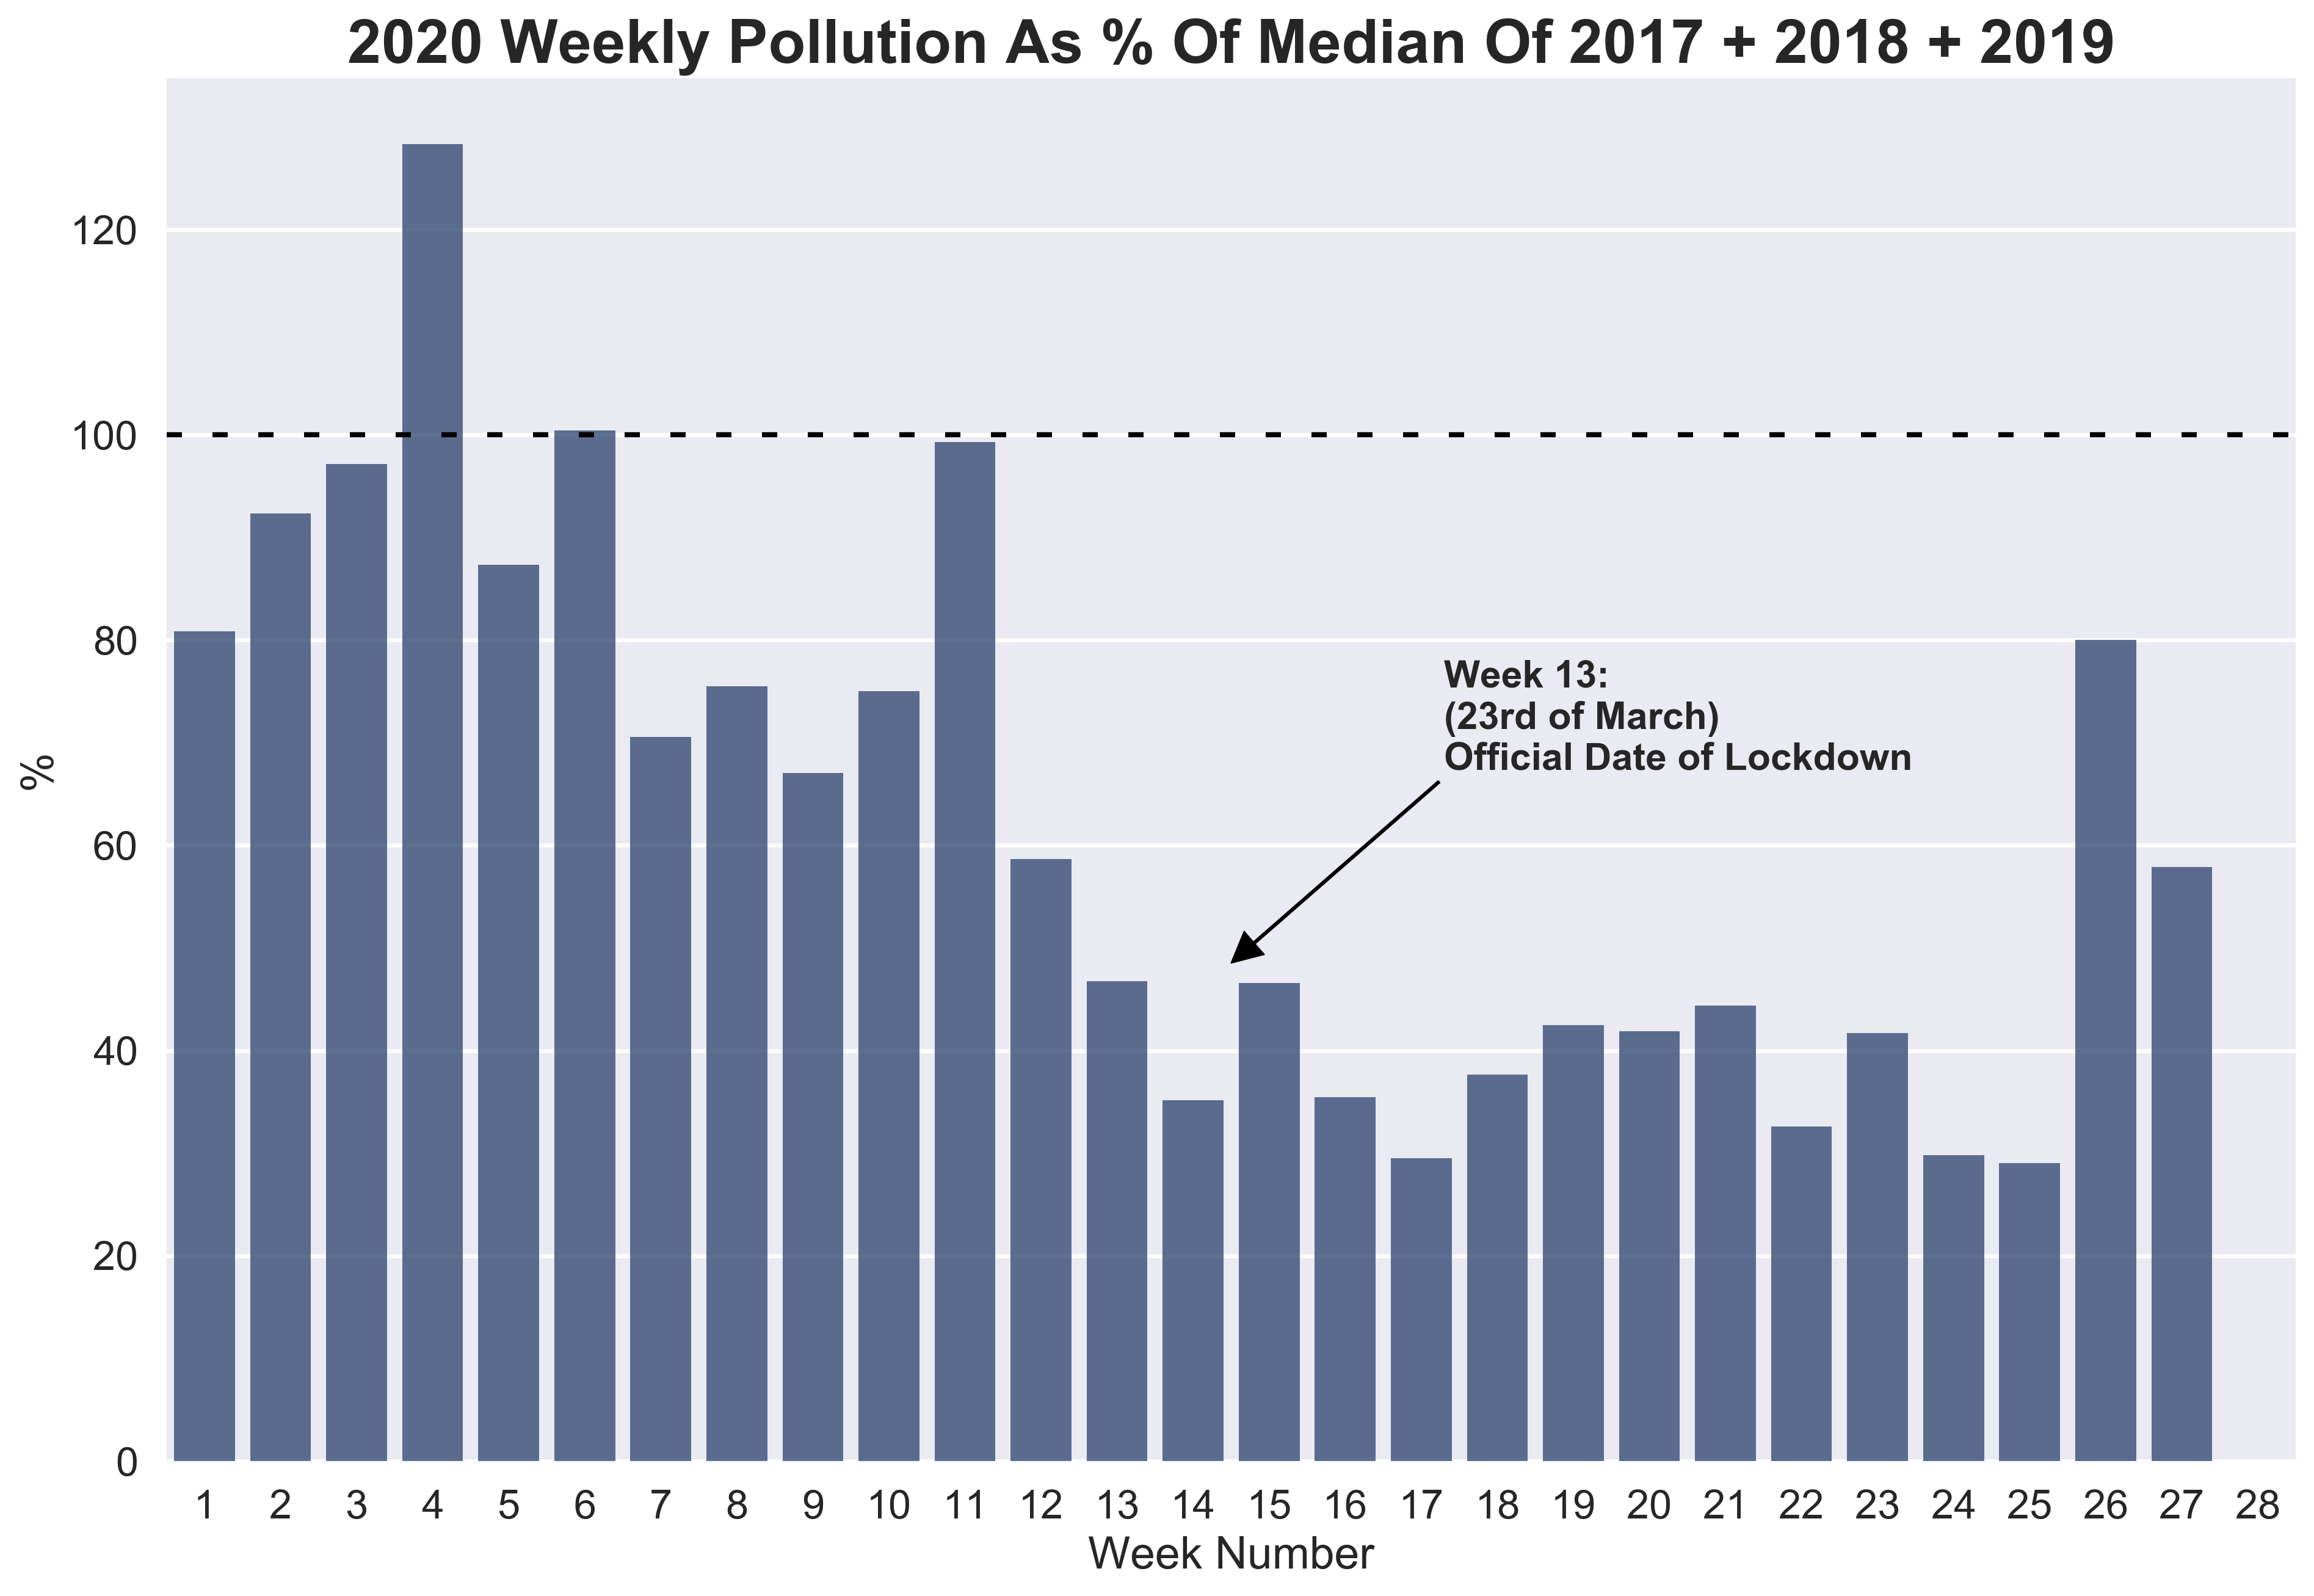 2020 Weekly Pollution As % Of Median Of 2017 + 2018 + 2019
120
100
80
60
40
20
0
%
Week 13:
(23rd of March)
Official Date of Lockdown
1 2 3 4 5 6 7 8 9 10 11 12 13 14 15 16 17 18 19 20 21 22 23 24 25 26 27 28
Week Number